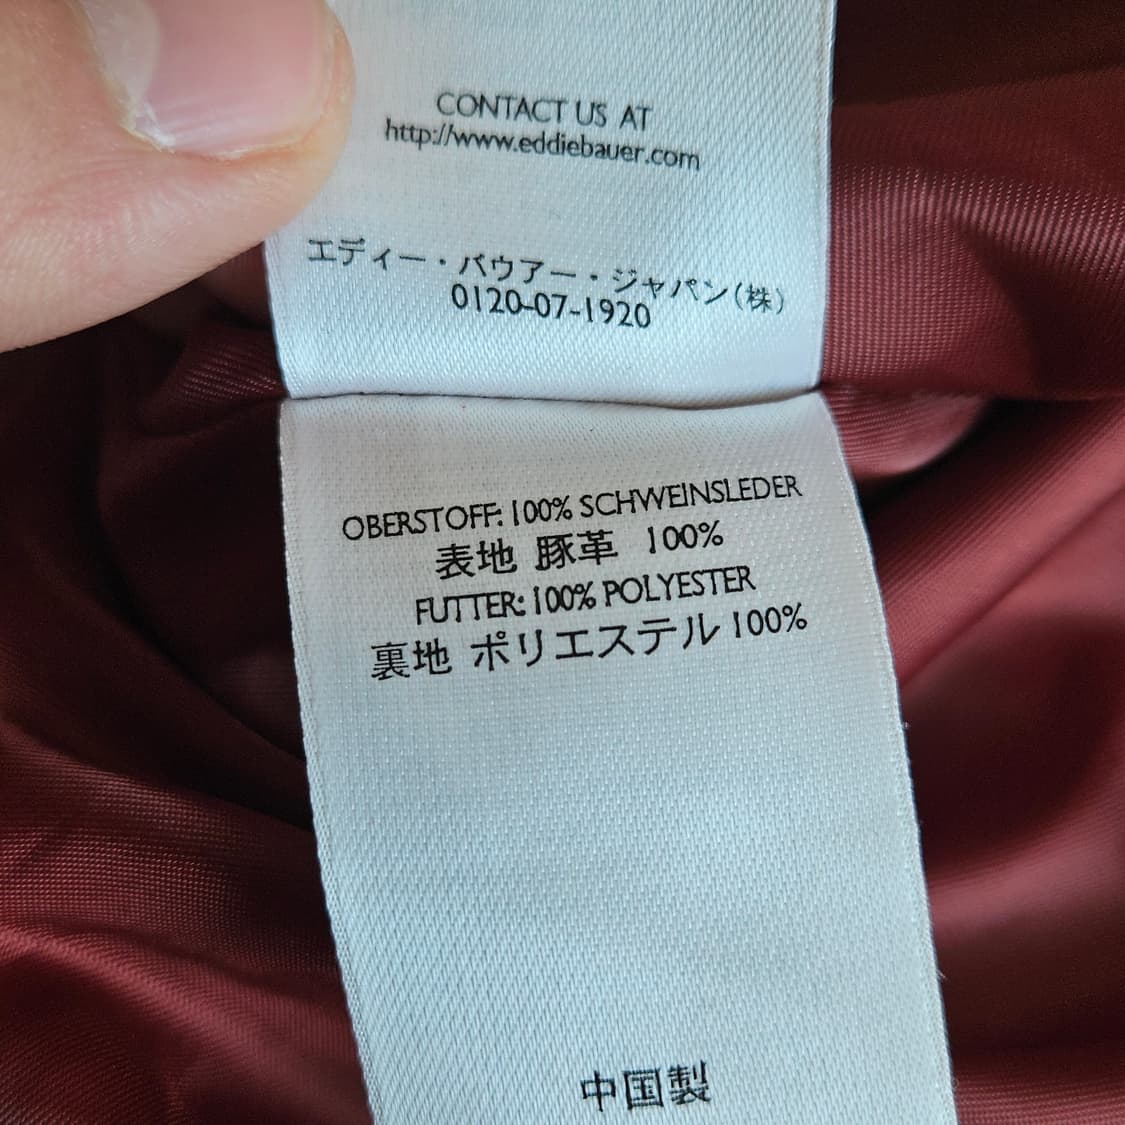 CONTACT US AT
http://www.eddiebauer.com
エディー・バウアー・ジャパン(株)
0120-07-1920
OBERSTOFF: 100% SCHWEINSLEDER
表地 豚革 100%
FUTTER: 100% POLYESTER
裏地 ポリエステル 100%
中国製